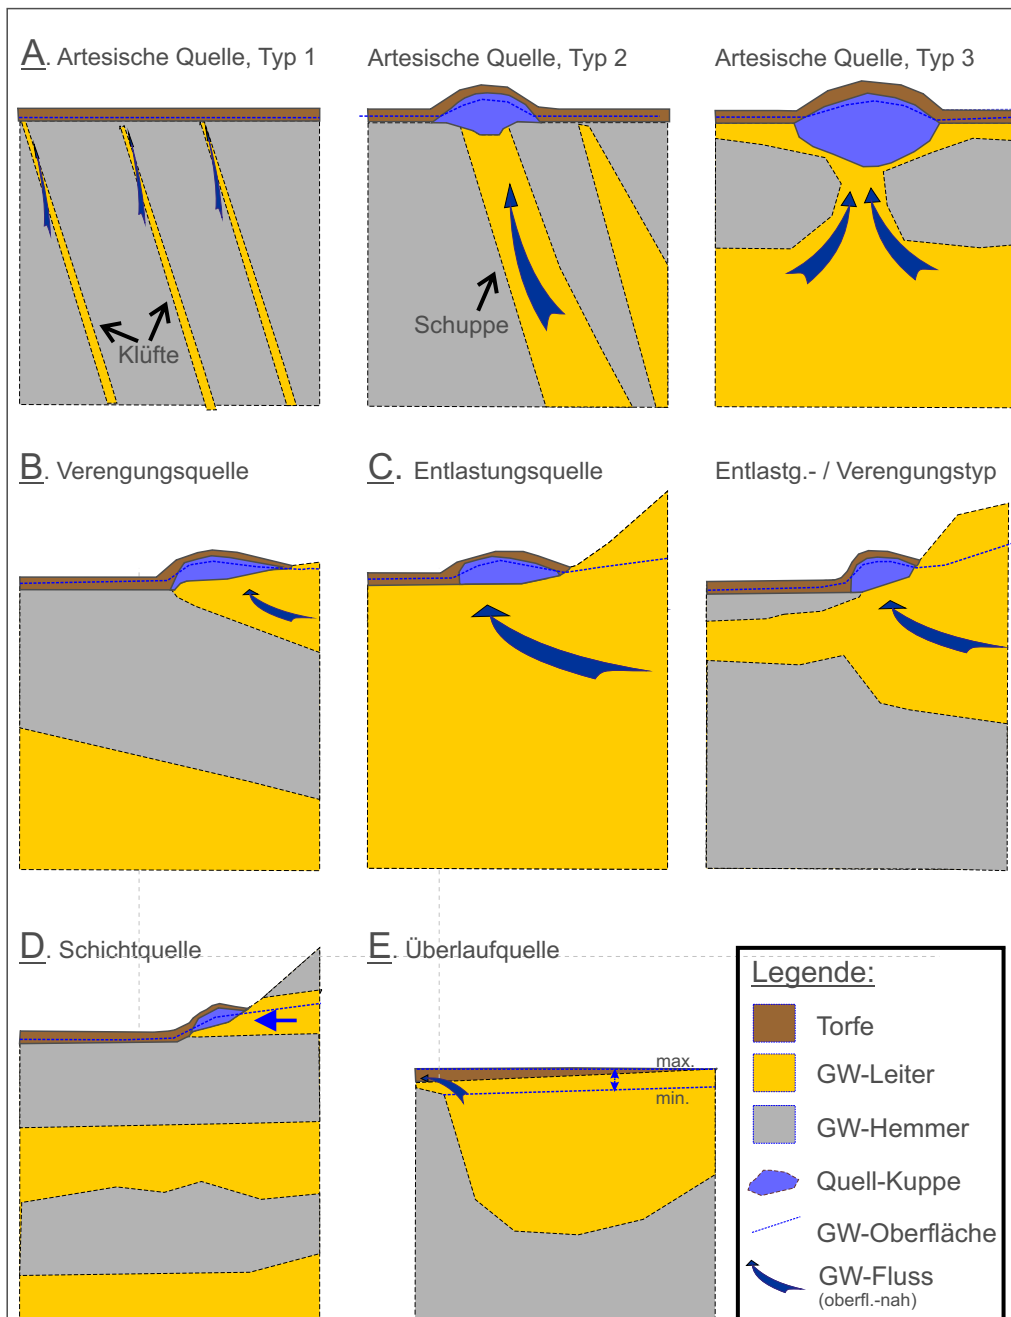 A. Artesische Quelle, Typ 1
Artesische Quelle, Typ 2
Artesische Quelle, Typ 3
Klüfte
Schuppe
B. Verengungsquelle
C. Entlastungsquelle
Entlastg.- / Verengungstyp
D. Schichtquelle
E. Überlaufquelle
max.
min.
Legende:
Torfe
GW-Leiter
GW-Hemmer
Quell-Kuppe
GW-Oberfläche
GW-Fluss
(oberfl.-nah)